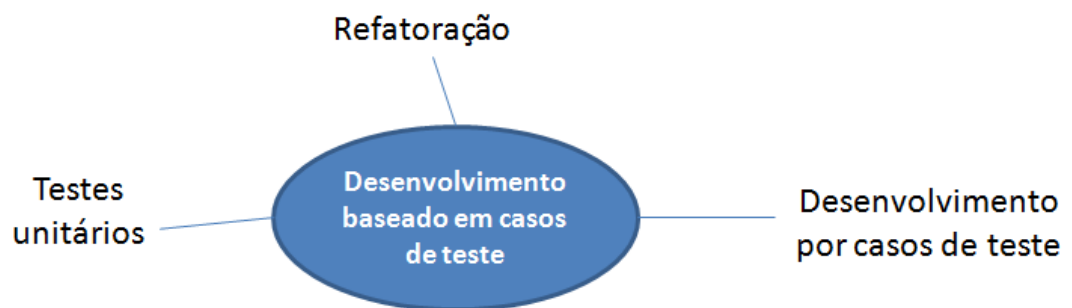 Refatoração
Testes
unitários
Desenvolvimento
baseado em casos
de teste
Desenvolvimento
por casos de teste